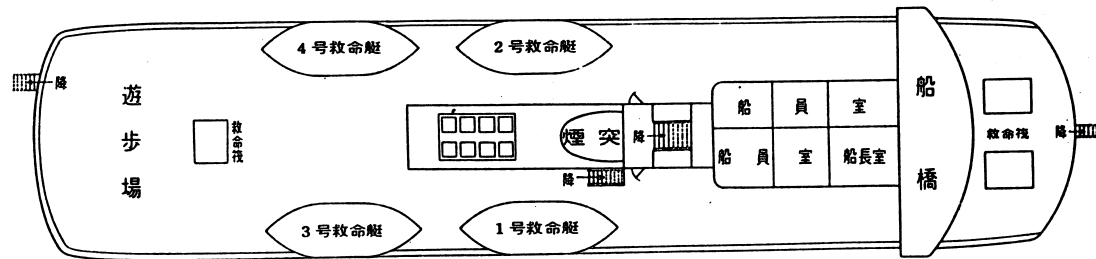 4号救命艇
2号救命艇
降
遊歩場
救命筏
煙突
降
降
船員室
船員室
船長室
船橋
救命筏
降
3号救命艇
1号救命艇